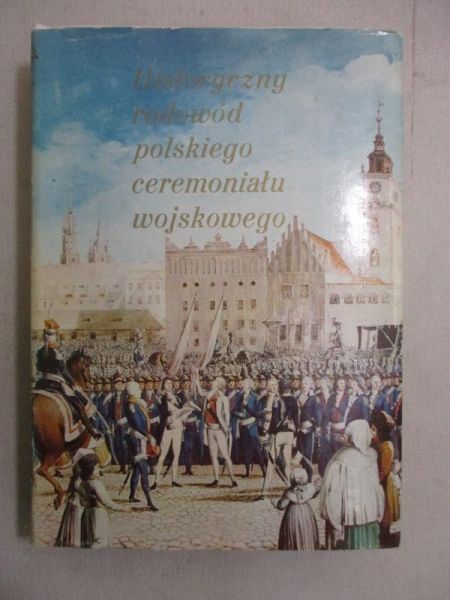 Historyczny
rodowód
polskiego
ceremoniału
wojskowego